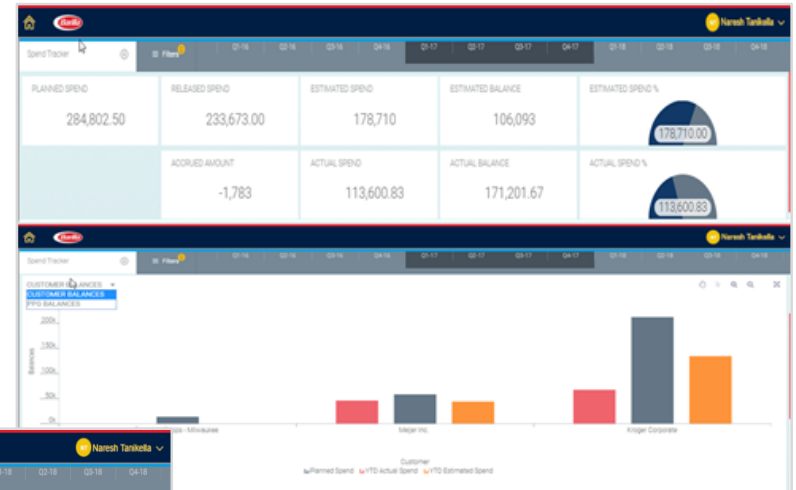 Barilla
Naresh Tanikella
Spend Tracker
Filters
Q1-16 Q2-16 Q3-16 Q4-16 Q1-17 Q2-17 Q3-17 Q4-17 Q1-18 Q2-18 Q3-18 Q4-18
PLANNED SPEND RELEASED SPEND ESTIMATED SPEND ESTIMATED BALANCE ESTIMATED SPEND %
284,802.50 233,673.00 178,710 106,093 178,710.00
ACCRUED AMOUNT ACTUAL SPEND ACTUAL BALANCE ACTUAL SPEND %
-1,783 113,600.83 171,201.67 113,600.83
Barilla
Naresh Tanikella
Spend Tracker
Filters
Q1-16 Q2-16 Q3-16 Q4-16 Q1-17 Q2-17 Q3-17 Q4-17 Q1-18 Q2-18 Q3-18 Q4-18
CUSTOMER BALANCES
CUSTOMER BALANCES
PPG BALANCES
200k
150k
100k
50k
0k
Balances
- Milwaukee Meijer Inc. Kroger Corporate
Customer
Planned Spend YTD Actual Spend YTD Estimated Spend
Naresh Tanikella
Q2-18 Q3-18 Q4-18